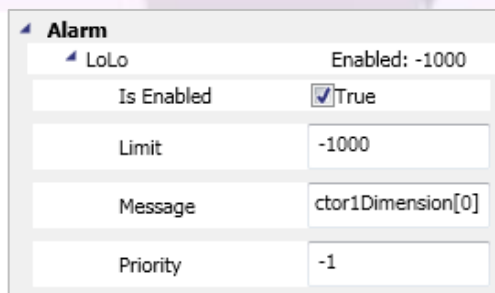 Alarm
LoLo Enabled: -1000
Is Enabled True
Limit -1000
Message ctor1Dimension[0]
Priority -1